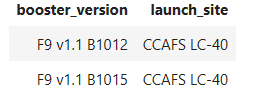 booster_version launch_site
F9 v1.1 B1012 CCAFS LC-40
F9 v1.1 B1015 CCAFS LC-40